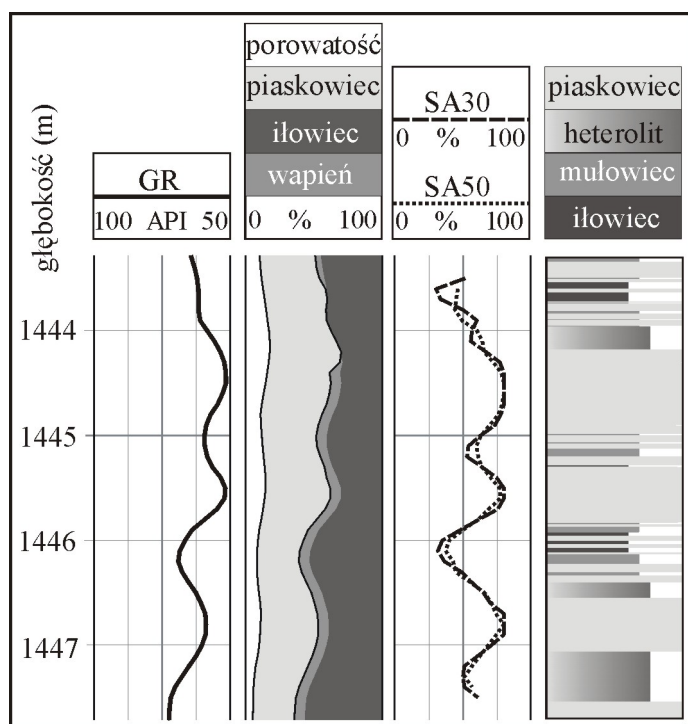 głębokość (m)
GR
100 API 50
porowatość
piaskowiec
iłowiec
wapień
0 % 100
SA30
0 % 100
SA50
0 % 100
piaskowiec
heterolit
mułowiec
iłowiec
1444
1445
1446
1447